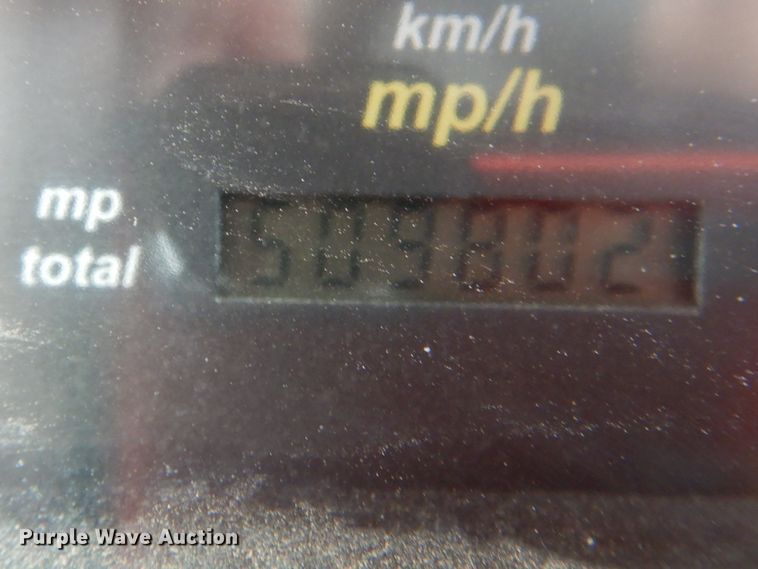 km/h
mp/h
mp
total
509802
Purple Wave Auction